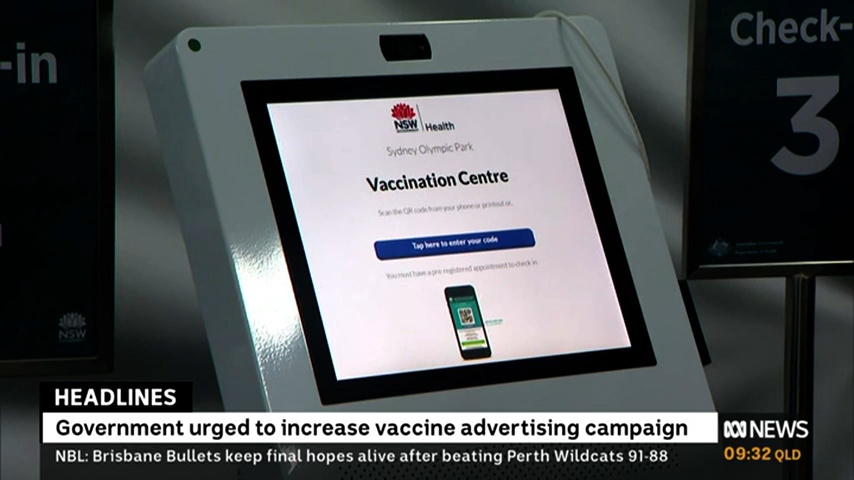 -in
Check-
3
NSW
Health
Sydney Olympic Park
Vaccination Centre
Scan the QR code from your phone or printout or..
Tap here to enter your code
You must have a pre-registered appointment to check in
NSW
HEADLINES
Government urged to increase vaccine advertising campaign
NBL: Brisbane Bullets keep final hopes alive after beating Perth Wildcats 91-88
ABC NEWS
09:32 QLD